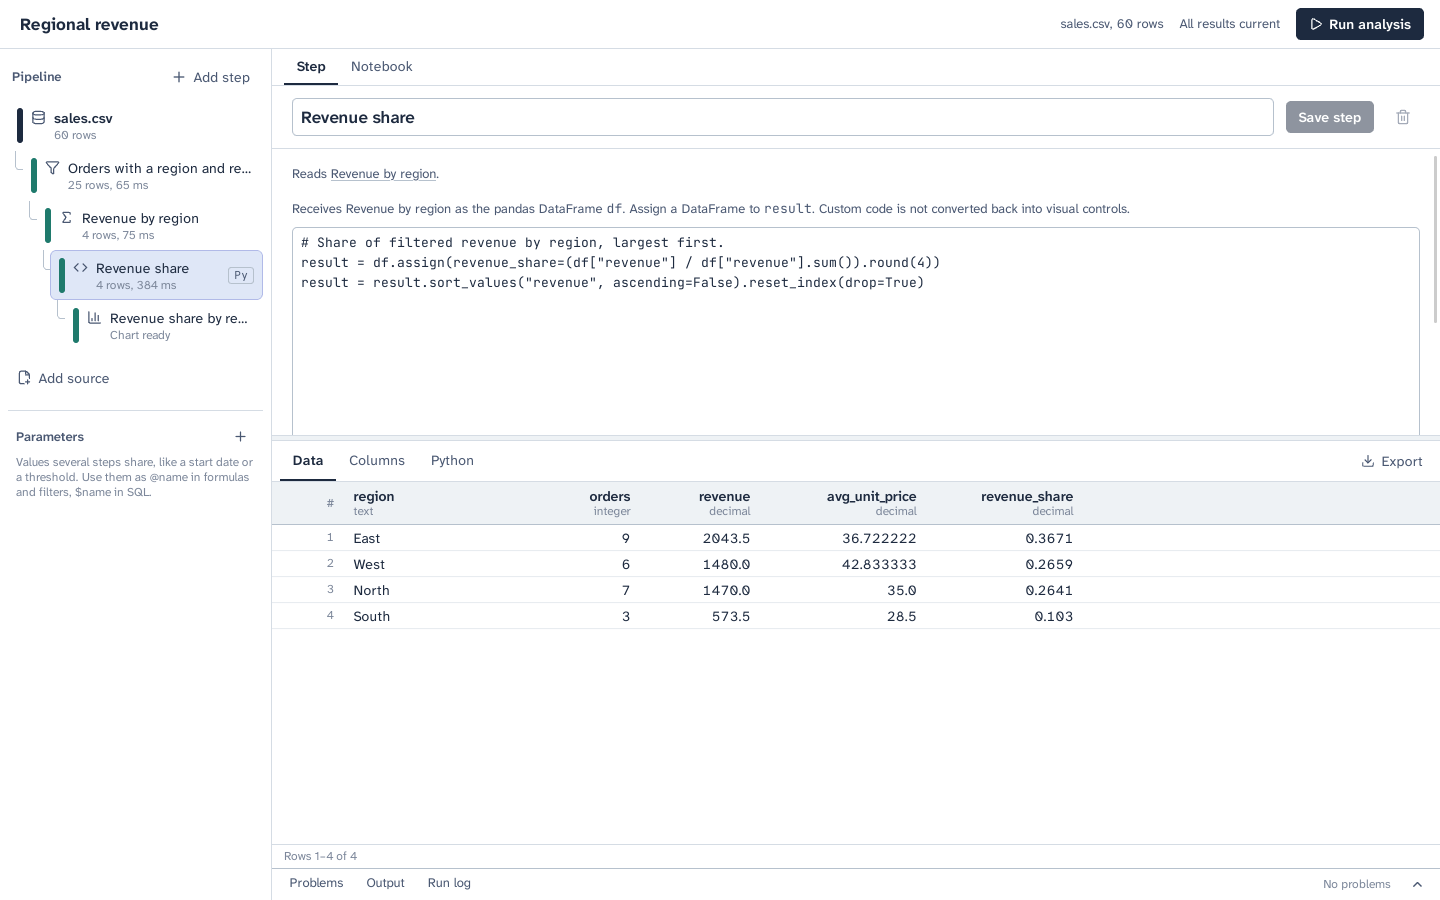 Regional revenue
sales.csv, 60 rows
All results current
Run analysis
Pipeline
Add step
sales.csv
60 rows
Orders with a region and re...
25 rows, 65 ms
Revenue by region
4 rows, 75 ms
Revenue share
4 rows, 384 ms
Py
Revenue share by re...
Chart ready
Add source
Parameters
Values several steps share, like a start date or
a threshold. Use them as @name in formulas
and filters, $name in SQL.
Step
Notebook
Revenue share
Save step
Reads Revenue by region.
Receives Revenue by region as the pandas DataFrame df. Assign a DataFrame to result. Custom code is not converted back into visual controls.
# Share of filtered revenue by region, largest first.
result = df.assign(revenue_share=(df["revenue"] / df["revenue"].sum()).round(4))
result = result.sort_values("revenue", ascending=False).reset_index(drop=True)
Data
Columns
Python
Export
# region orders revenue avg_unit_price revenue_share
text integer decimal decimal decimal
1 East 9 2043.5 36.722222 0.3671
2 West 6 1480.0 42.833333 0.2659
3 North 7 1470.0 35.0 0.2641
4 South 3 573.5 28.5 0.103
Rows 1–4 of 4
Problems
Output
Run log
No problems